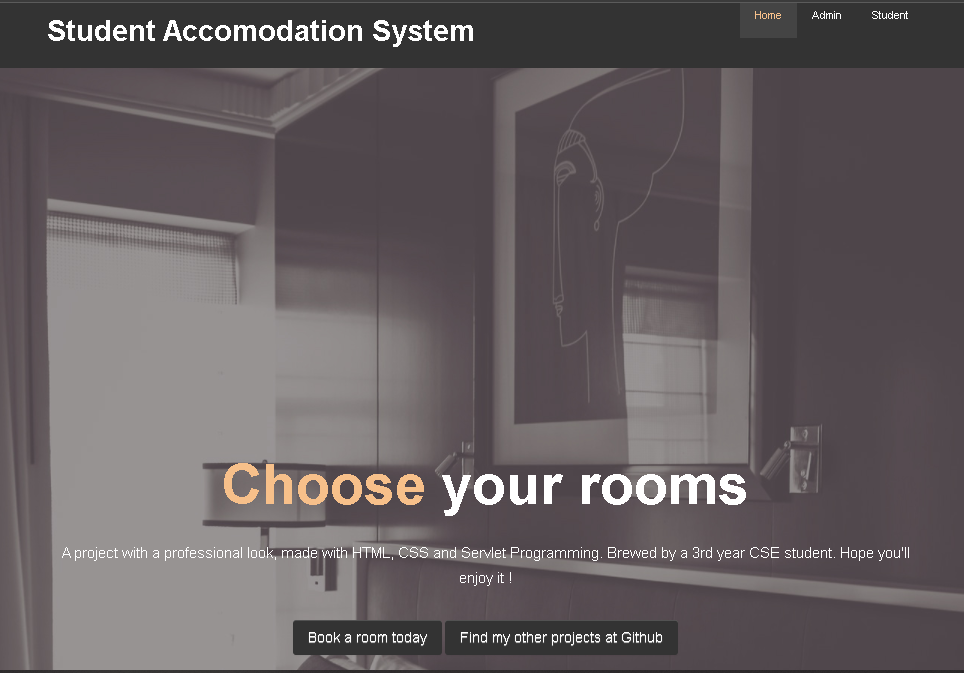 Student Accomodation System
Home
Admin
Student
Choose your rooms
A project with a professional look, made with HTML, CSS and Servlet Programming. Brewed by a 3rd year CSE student. Hope you'll
enjoy it !
Book a room today
Find my other projects at Github